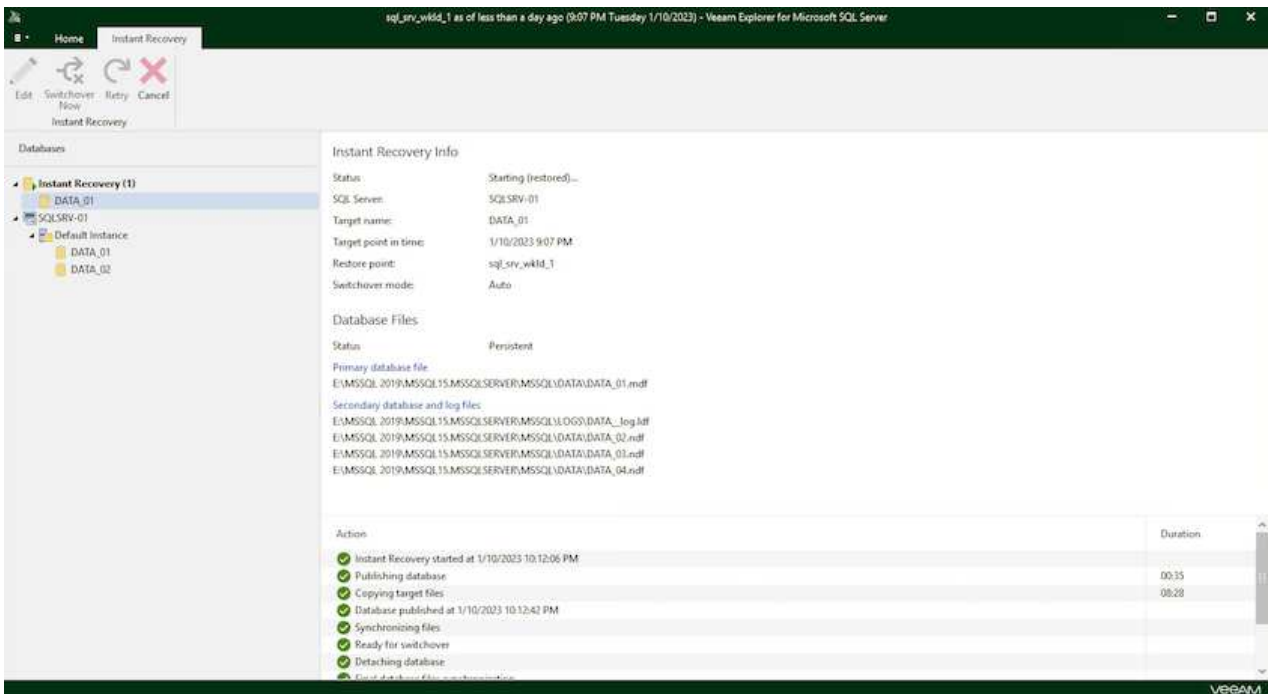 sql_srv_wkld_1 as of less than a day ago (9:07 PM Tuesday 1/10/2023) - Veeam Explorer for Microsoft SQL Server
Home Instant Recovery
Edit Switchover Now Retry Cancel
Instant Recovery
Databases
Instant Recovery (1)
DATA_01
SQLSRV-01
Default Instance
DATA_01
DATA_02
Instant Recovery Info
Status: Starting (restored)...
SQL Server: SQLSRV-01
Target name: DATA_01
Target point in time: 1/10/2023 9:07 PM
Restore point: sql_srv_wkld_1
Switchover mode: Auto
Database Files
Status Persistent
Primary database file
E:\MSSQL 2019\MSSQL15.MSSQLSERVER\MSSQL\DATA\DATA_01.mdf
Secondary database and log files
E:\MSSQL 2019\MSSQL15.MSSQLSERVER\MSSQL\LOGS\DATA__log.ldf
E:\MSSQL 2019\MSSQL15.MSSQLSERVER\MSSQL\DATA\DATA_02.ndf
E:\MSSQL 2019\MSSQL15.MSSQLSERVER\MSSQL\DATA\DATA_03.ndf
E:\MSSQL 2019\MSSQL15.MSSQLSERVER\MSSQL\DATA\DATA_04.ndf
Action Duration
Instant Recovery started at 1/10/2023 10:12:06 PM
Publishing database 00:35
Copying target files 08:28
Database published at 1/10/2023 10:12:42 PM
Synchronizing files
Ready for switchover
Detaching database
Final database files synchronization
VEEAM